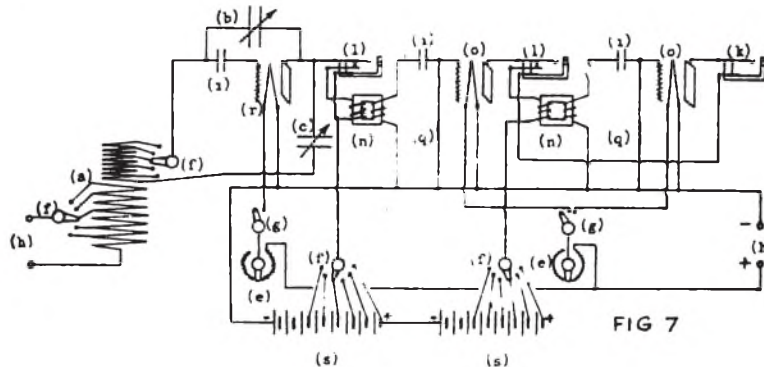 (b)
(ı) (r) (l) (ı) (o) (l) (ı) (o) (k)
(c) (n) (q) (n) (q)
(a) (f)
(f) (h)
(g) (g)
(e) (f) (f) (e)
- +
- + - +
FIG 7
(s) (s)